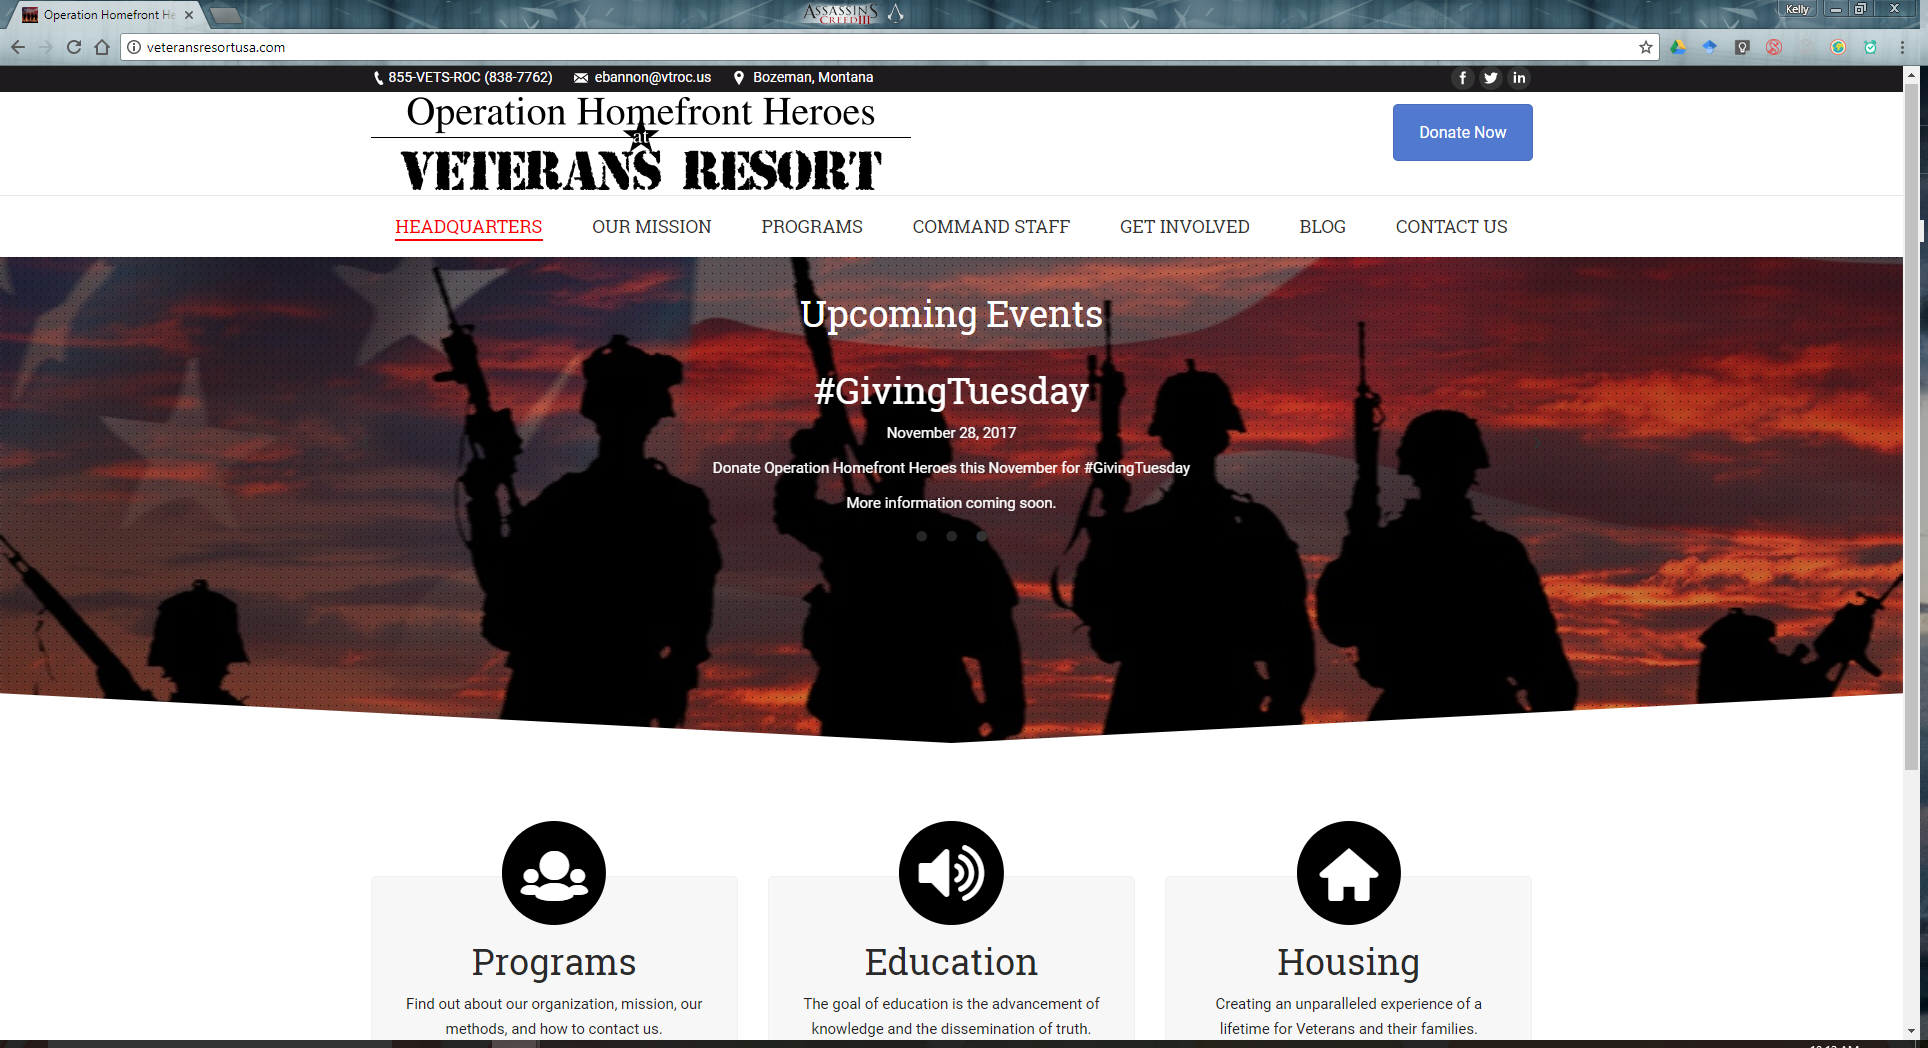 Operation Homefront He
ASSASSIN'S
CREED III
Kelly
veteransresortusa.com
855-VETS-ROC (838-7762) ebannon@vtroc.us Bozeman, Montana
Operation Homefront Heroes
at
VETERANS RESORT
Donate Now
HEADQUARTERS OUR MISSION PROGRAMS COMMAND STAFF GET INVOLVED BLOG CONTACT US
Upcoming Events
#GivingTuesday
November 28, 2017
Donate Operation Homefront Heroes this November for #GivingTuesday
More information coming soon.
Programs
Find out about our organization, mission, our
methods, and how to contact us.
Education
The goal of education is the advancement of
knowledge and the dissemination of truth.
Housing
Creating an unparalleled experience of a
lifetime for Veterans and their families.